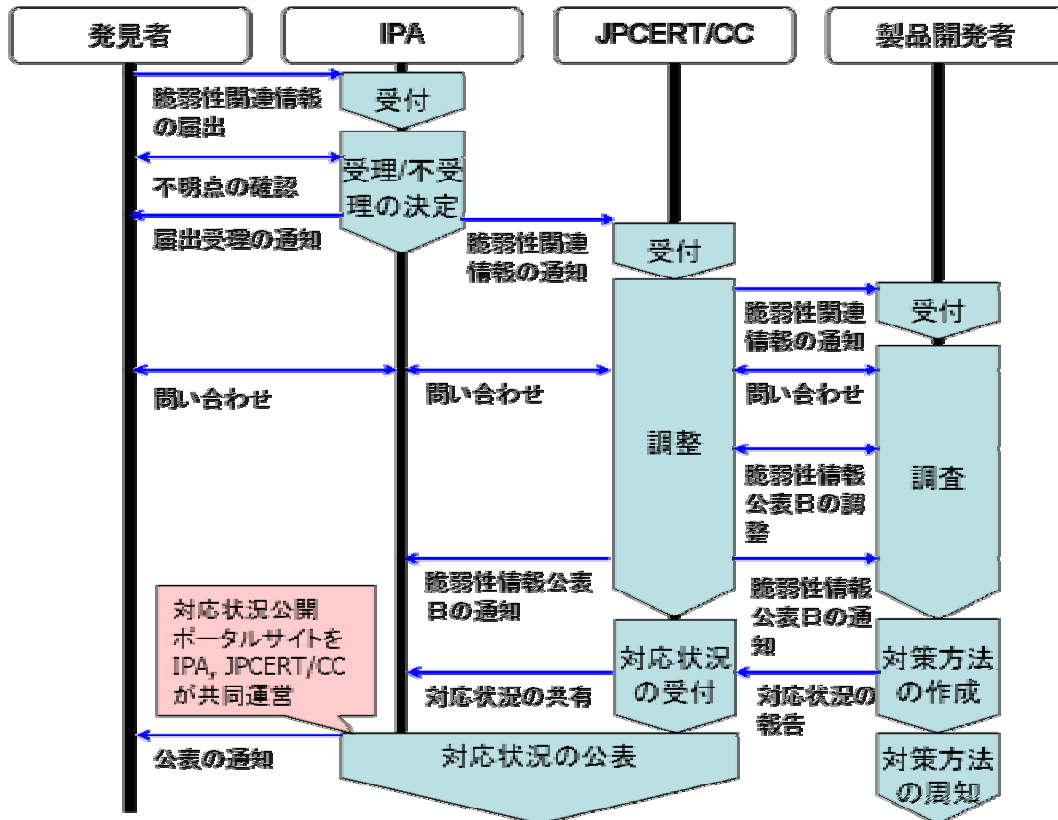 発見者
IPA
JPCERT/CC
製品開発者
受付
脆弱性関連情報
の届出
受理/不受
理の決定
不明点の確認
届出受理の通知
脆弱性関連
情報の通知
受付
脆弱性関連
情報の通知
受付
問い合わせ
問い合わせ
問い合わせ
調整
調査
脆弱性情報
公表日の調
整
脆弱性情報公表
日の通知
脆弱性情報
公表日の通
知
対応状況公開
ポータルサイトを
IPA, JPCERT/CC
が共同運営
対応状況
の受付
対策方法
の作成
対応状況の共有
対応状況の
報告
公表の通知
対応状況の公表
対策方法
の周知